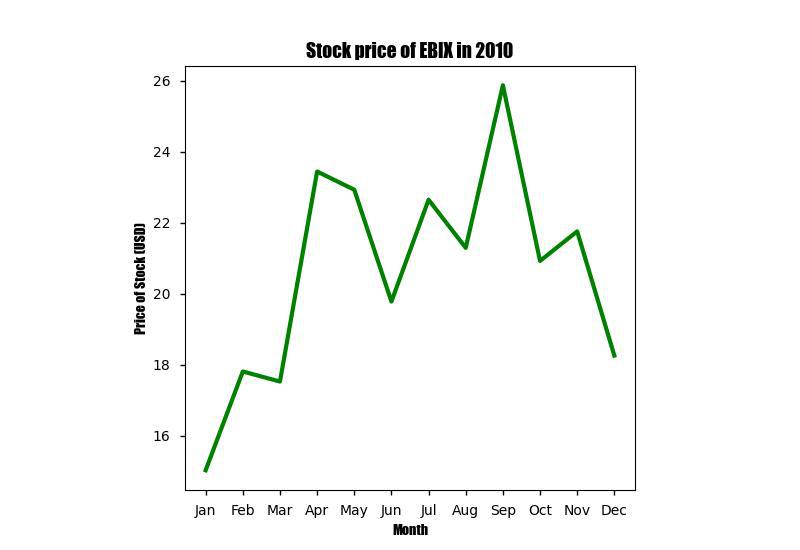 Stock price of EBIX in 2010
26
24
22
20
18
16
Price of Stock (USD)
Jan Feb Mar Apr May Jun Jul Aug Sep Oct Nov Dec
Month